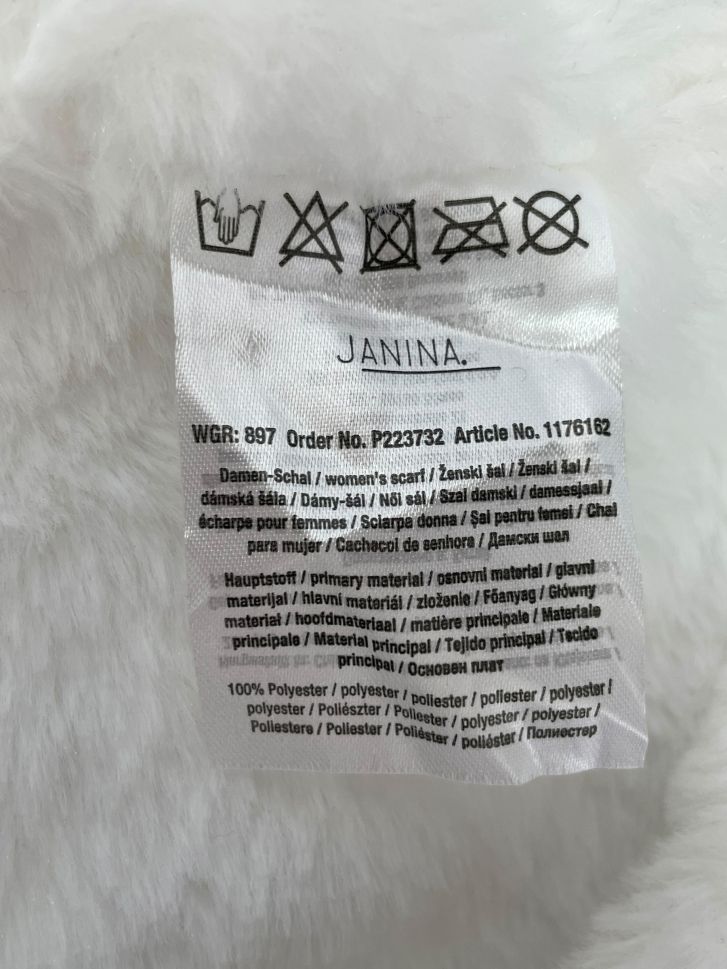 JANINA.
WGR: 897 Order No. P223732 Article No. 1176162
Damen-Schal / women's scarf / Ženski šal / Ženski šal /
dámská šála / Dámy-šál / Női sál / Szal damski / damessjaal /
écharpe pour femmes / Sciarpa donna / Șal pentru femei / Chal
para mujer / Cachecol de senhora / Дамски шал
Hauptstoff / primary material / osnovni material / glavni
materijal / hlavní materiál / zloženie / Főanyag / Główny
materiał / hoofdmateriaal / matière principale / Materiale
principale / Material principal / Tejido principal / Tecido
principal / Основен плат
100% Polyester / polyester / poliester / poliester / polyester /
polyester / Poliészter / Poliester / polyester / polyester /
Poliestere / Poliester / Poliéster / poliéster / Полиестер